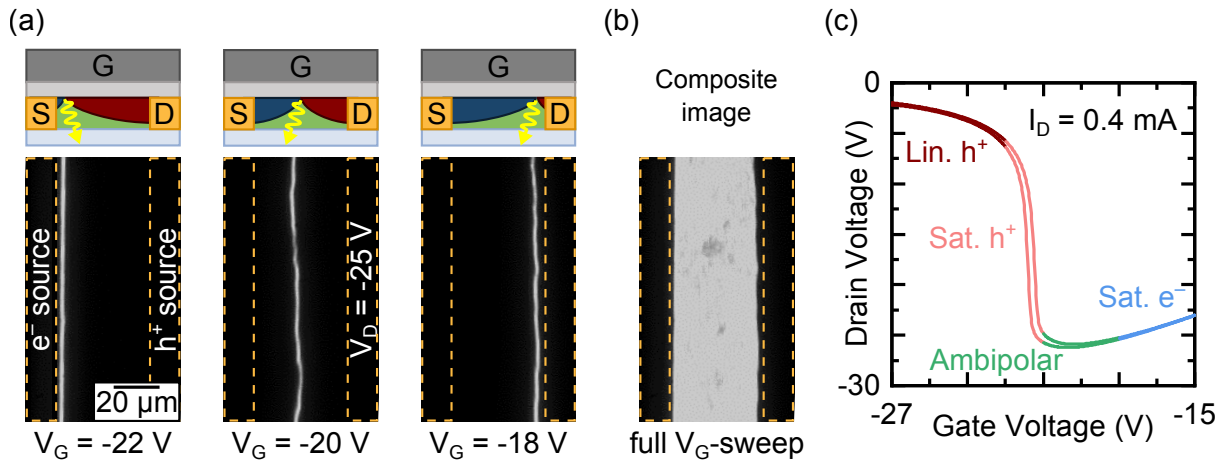 (a)
G
S
D
G
S
D
G
S
D
e⁻ source
h⁺ source
20 µm
V_D = -25 V
V_G = -22 V
V_G = -20 V
V_G = -18 V
(b)
Composite
image
full V_G-sweep
(c)
0
-30
Drain Voltage (V)
I_D = 0.4 mA
Lin. h⁺
Sat. h⁺
Sat. e⁻
Ambipolar
-27
-15
Gate Voltage (V)